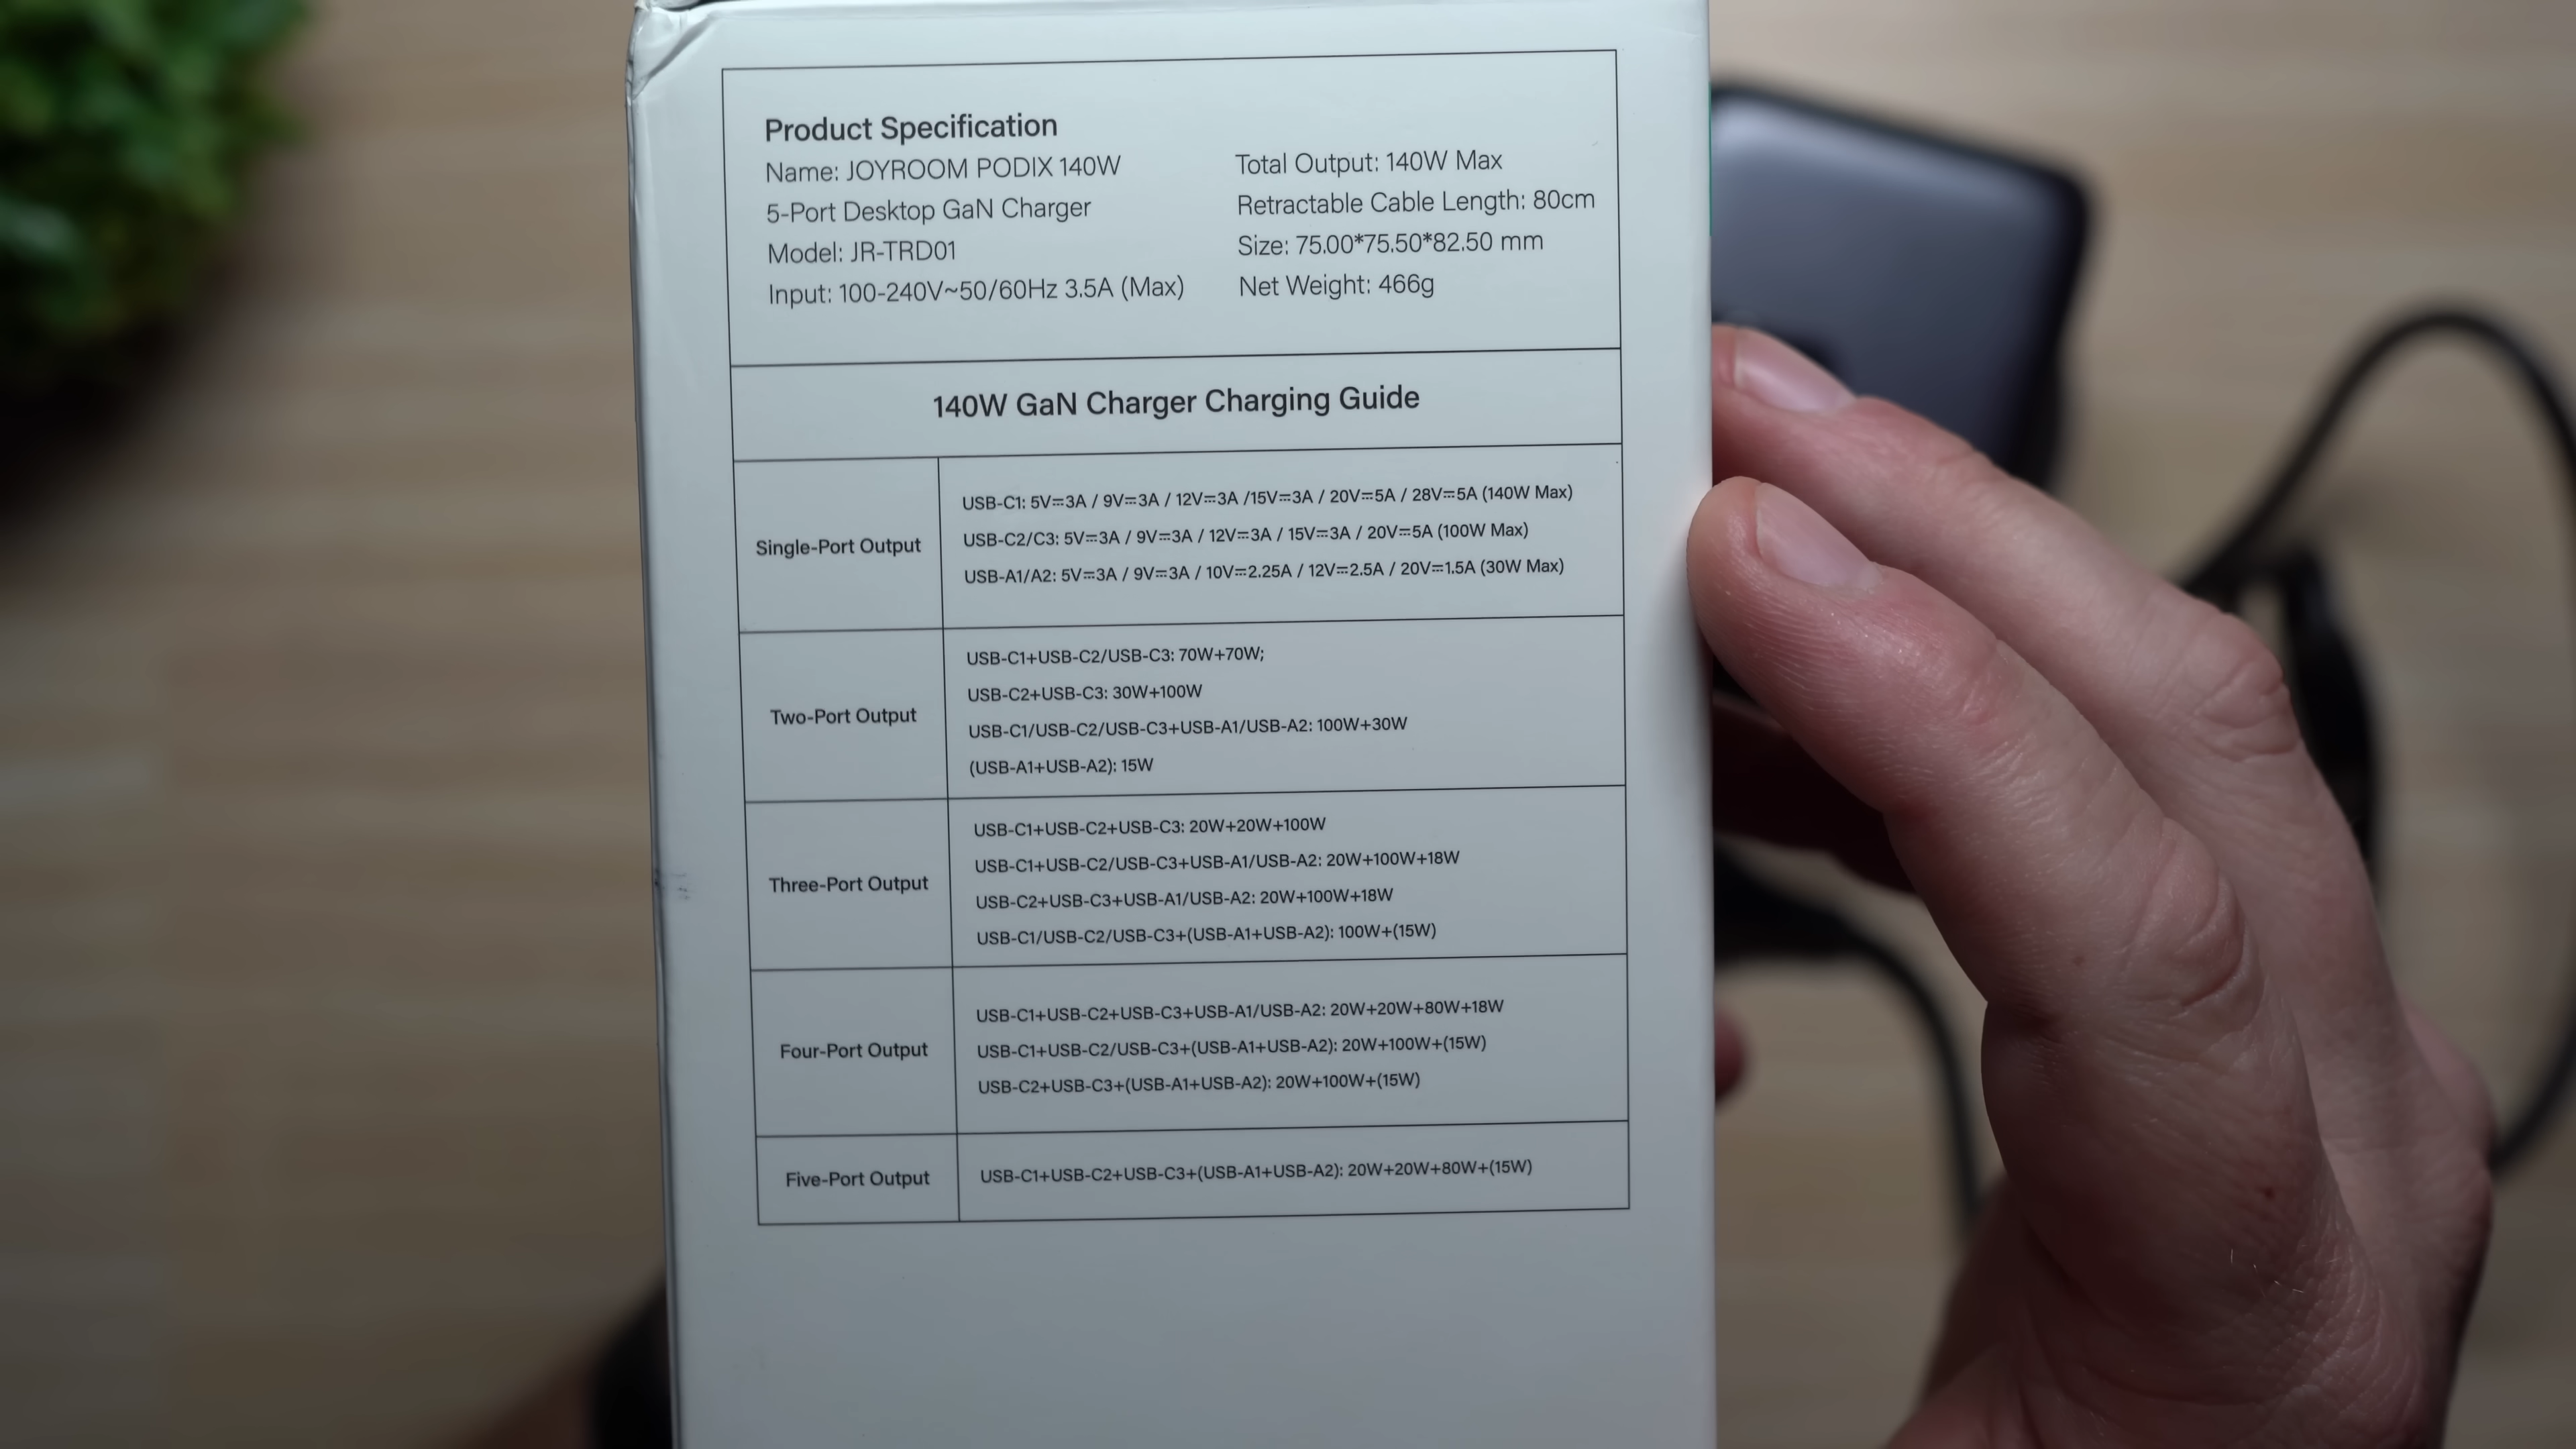 Product Specification
Name: JOYROOM PODIX 140W
5-Port Desktop GaN Charger
Model: JR-TRD01
Input: 100-240V~50/60Hz 3.5A (Max)
Total Output: 140W Max
Retractable Cable Length: 80cm
Size: 75.00*75.50*82.50 mm
Net Weight: 466g
140W GaN Charger Charging Guide
Single-Port Output
USB-C1: 5V⎓3A / 9V⎓3A / 12V⎓3A /15V⎓3A / 20V⎓5A / 28V⎓5A (140W Max)
USB-C2/C3: 5V⎓3A / 9V⎓3A / 12V⎓3A / 15V⎓3A / 20V⎓5A (100W Max)
USB-A1/A2: 5V⎓3A / 9V⎓3A / 10V⎓2.25A / 12V⎓2.5A / 20V⎓1.5A (30W Max)
Two-Port Output
USB-C1+USB-C2/USB-C3: 70W+70W;
USB-C2+USB-C3: 30W+100W
USB-C1/USB-C2/USB-C3+USB-A1/USB-A2: 100W+30W
(USB-A1+USB-A2): 15W
Three-Port Output
USB-C1+USB-C2+USB-C3: 20W+20W+100W
USB-C1+USB-C2/USB-C3+USB-A1/USB-A2: 20W+100W+18W
USB-C2+USB-C3+USB-A1/USB-A2: 20W+100W+18W
USB-C1/USB-C2/USB-C3+(USB-A1+USB-A2): 100W+(15W)
Four-Port Output
USB-C1+USB-C2+USB-C3+USB-A1/USB-A2: 20W+20W+80W+18W
USB-C1+USB-C2/USB-C3+(USB-A1+USB-A2): 20W+100W+(15W)
USB-C2+USB-C3+(USB-A1+USB-A2): 20W+100W+(15W)
Five-Port Output
USB-C1+USB-C2+USB-C3+(USB-A1+USB-A2): 20W+20W+80W+(15W)